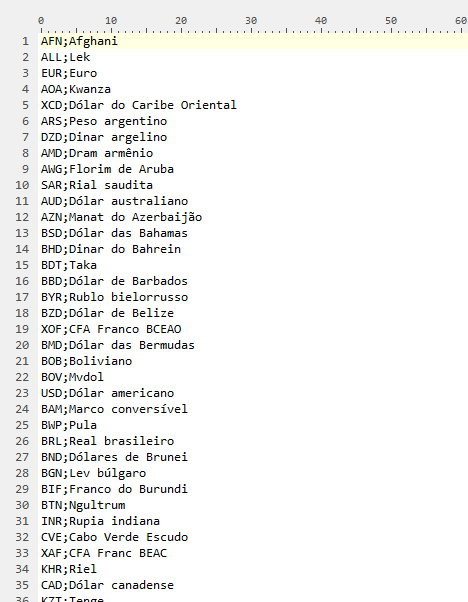 0 10 20 30 40 50 60
1 AFN;Afghani
2 ALL;Lek
3 EUR;Euro
4 AOA;Kwanza
5 XCD;Dólar do Caribe Oriental
6 ARS;Peso argentino
7 DZD;Dinar argelino
8 AMD;Dram armênio
9 AWG;Florim de Aruba
10 SAR;Rial saudita
11 AUD;Dólar australiano
12 AZN;Manat do Azerbaijão
13 BSD;Dólar das Bahamas
14 BHD;Dinar do Bahrein
15 BDT;Taka
16 BBD;Dólar de Barbados
17 BYR;Rublo bielorrusso
18 BZD;Dólar de Belize
19 XOF;CFA Franco BCEAO
20 BMD;Dólar das Bermudas
21 BOB;Boliviano
22 BOV;Mvdol
23 USD;Dólar americano
24 BAM;Marco conversível
25 BWP;Pula
26 BRL;Real brasileiro
27 BND;Dólares de Brunei
28 BGN;Lev búlgaro
29 BIF;Franco do Burundi
30 BTN;Ngultrum
31 INR;Rupia indiana
32 CVE;Cabo Verde Escudo
33 XAF;CFA Franc BEAC
34 KHR;Riel
35 CAD;Dólar canadense
36 KZT;Tenge